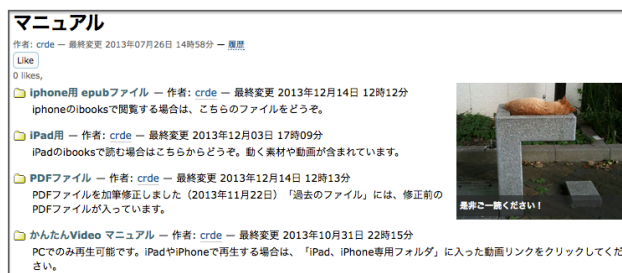 マニュアル
作者: crde — 最終変更 2013年07月26日 14時58分 — 履歴
Like
0 likes,
iphone用 epubファイル — 作者: crde — 最終変更 2013年12月14日 12時12分
iphoneのibooksで閲覧する場合は、こちらのファイルをどうぞ。
iPad用 — 作者: crde — 最終変更 2013年12月03日 17時09分
iPadのibooksで読む場合はこちらからどうぞ。動く素材や動画が含まれています。
PDFファイル — 作者: crde — 最終変更 2013年12月14日 12時13分
PDFファイルを加筆修正しました（2013年11月22日）「過去のファイル」には、修正前の
PDFファイルが入っています。
是非ご一読ください！
かんたんVideo マニュアル — 作者: crde — 最終変更 2013年10月31日 22時15分
PCでのみ再生可能です。iPadやiPhoneで再生する場合は、「iPad、iPhone専用フォルダ」に入った動画リンクをクリックしてくだ
さい。